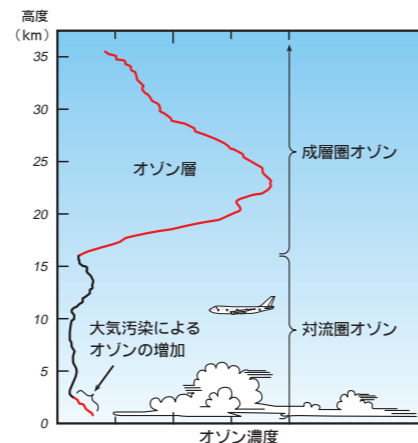 高度
(km)
35
30
25
20
15
10
5
0
オゾン層
成層圏オゾン
大気汚染による
オゾンの増加
対流圏オゾン
オゾン濃度